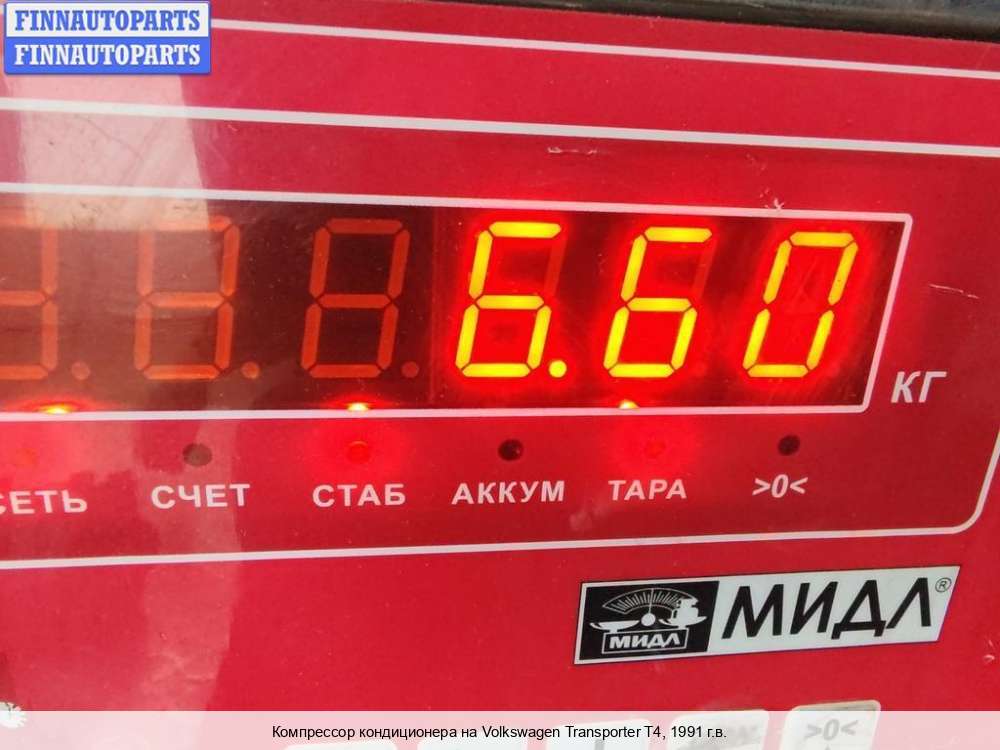 FINNAUTOPARTS
FINNAUTOPARTS
6.60
КГ
СЕТЬ СЧЕТ СТАБ АККУМ ТАРА >0<
МИДЛ МИДЛ®
>0<
Компрессор кондиционера на Volkswagen Transporter T4, 1991 г.в.